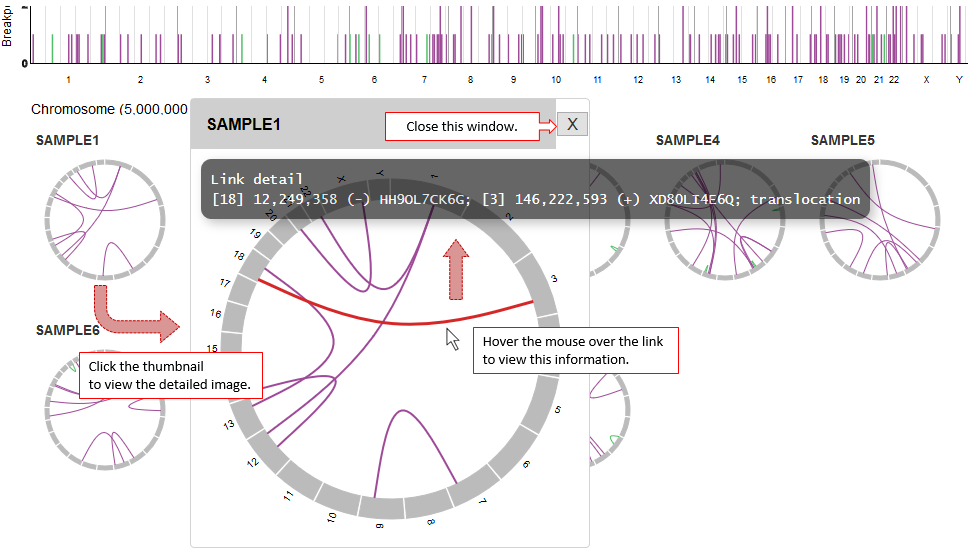 Breakp
0
1 2 3 4 5 6 7 8 9 10 11 12 13 14 15 16 17 18 19 20 21 22 X Y
Chromosome (5,000,000
SAMPLE1
SAMPLE1
Close this window.
X
SAMPLE4
SAMPLE5
Link detail
[18] 12,249,358 (-) HH9OL7CK6G; [3] 146,222,593 (+) XD8OLI4E6Q; translocation
1
2
3
5
6
7
8
9
10
11
12
13
15
16
17
18
19
20
22
X
Y
Hover the mouse over the link
to view this information.
SAMPLE6
Click the thumbnail
to view the detailed image.